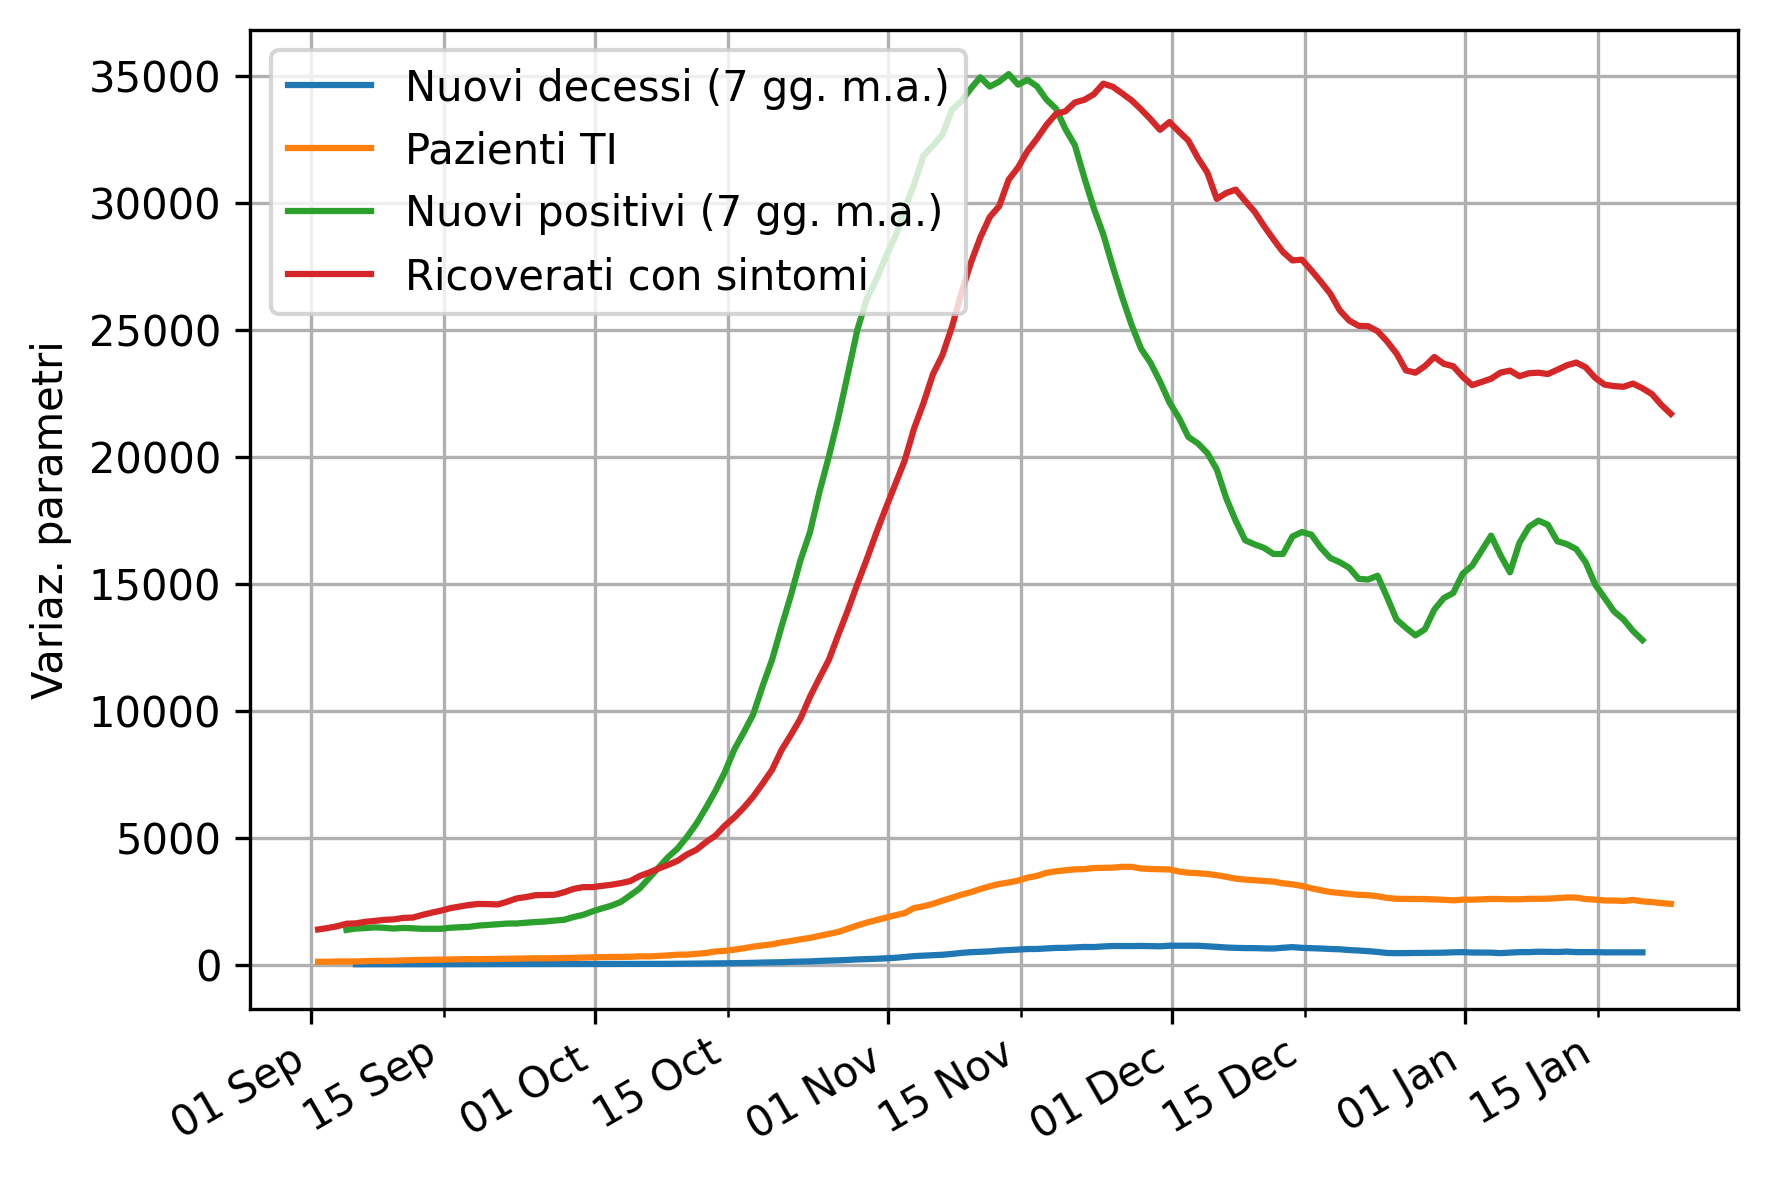 Nuovi decessi (7 gg. m.a.)
Pazienti TI
Nuovi positivi (7 gg. m.a.)
Ricoverati con sintomi
Variaz. parametri
35000
30000
25000
20000
15000
10000
5000
0
01 Sep
15 Sep
01 Oct
15 Oct
01 Nov
15 Nov
01 Dec
15 Dec
01 Jan
15 Jan